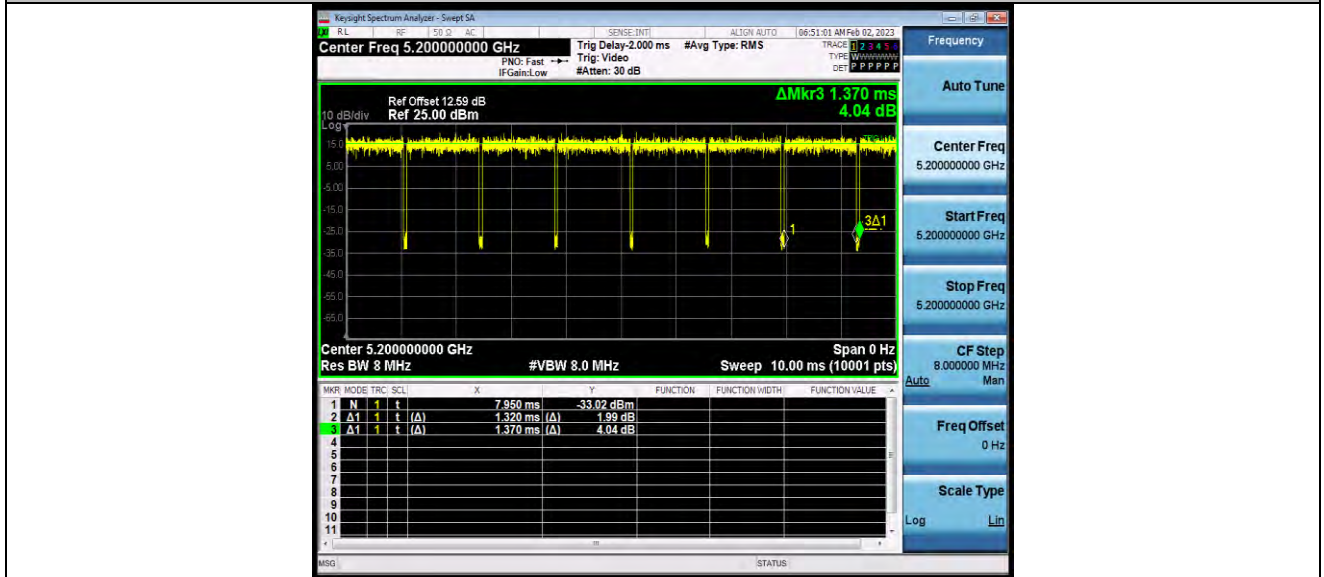 Keysight Spectrum Analyzer - Swept SA
RL RF 50 Ω AC SENSE:INT ALIGN AUTO 06:51:01 AM Feb 02, 2023
Center Freq 5.200000000 GHz
PNO: Fast
IFGain:Low
Trig Delay-2.000 ms
Trig: Video
#Atten: 30 dB
#Avg Type: RMS
TRACE 1 2 3 4 5 6
TYPE WWWWWW
DET P P P P P P
ΔMkr3 1.370 ms
4.04 dB
10 dB/div
Log
Ref Offset 12.59 dB
Ref 25.00 dBm
15.0
5.00
-5.00
-15.0
-25.0
-35.0
-45.0
-55.0
-65.0
1
3Δ1
Center 5.200000000 GHz Span 0 Hz
Res BW 8 MHz #VBW 8.0 MHz Sweep 10.00 ms (10001 pts)
MKR MODE TRC SCL X Y FUNCTION FUNCTION WIDTH FUNCTION VALUE
1 N 1 t 7.950 ms -33.02 dBm
2 Δ1 1 t (Δ) 1.320 ms (Δ) 1.99 dB
3 Δ1 1 t (Δ) 1.370 ms (Δ) 4.04 dB
4
5
6
7
8
9
10
11
MSG STATUS
Frequency
Auto Tune
Center Freq
5.200000000 GHz
Start Freq
5.200000000 GHz
Stop Freq
5.200000000 GHz
CF Step
8.000000 MHz
Auto Man
Freq Offset
0 Hz
Scale Type
Log Lin